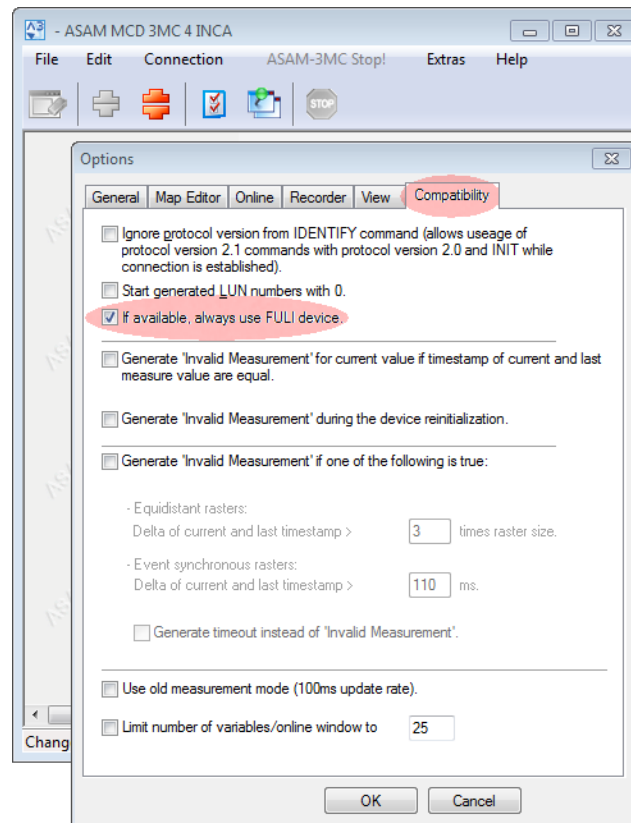 - ASAM MCD 3MC 4 INCA
File Edit Connection ASAM-3MC Stop! Extras Help
STOP
Options
General Map Editor Online Recorder View Compatibility
Ignore protocol version from IDENTIFY command (allows useage of
protocol version 2.1 commands with protocol version 2.0 and INIT while
connection is established).
Start generated LUN numbers with 0.
If available, always use FULI device.
Generate 'Invalid Measurement' for current value if timestamp of current and last
measure value are equal.
Generate 'Invalid Measurement' during the device reinitialization.
Generate 'Invalid Measurement' if one of the following is true:
- Equidistant rasters:
Delta of current and last timestamp > 3 times raster size.
- Event synchronous rasters:
Delta of current and last timestamp > 110 ms.
Generate timeout instead of 'Invalid Measurement'.
Use old measurement mode (100ms update rate).
Limit number of variables/online window to 25
Chang
OK Cancel